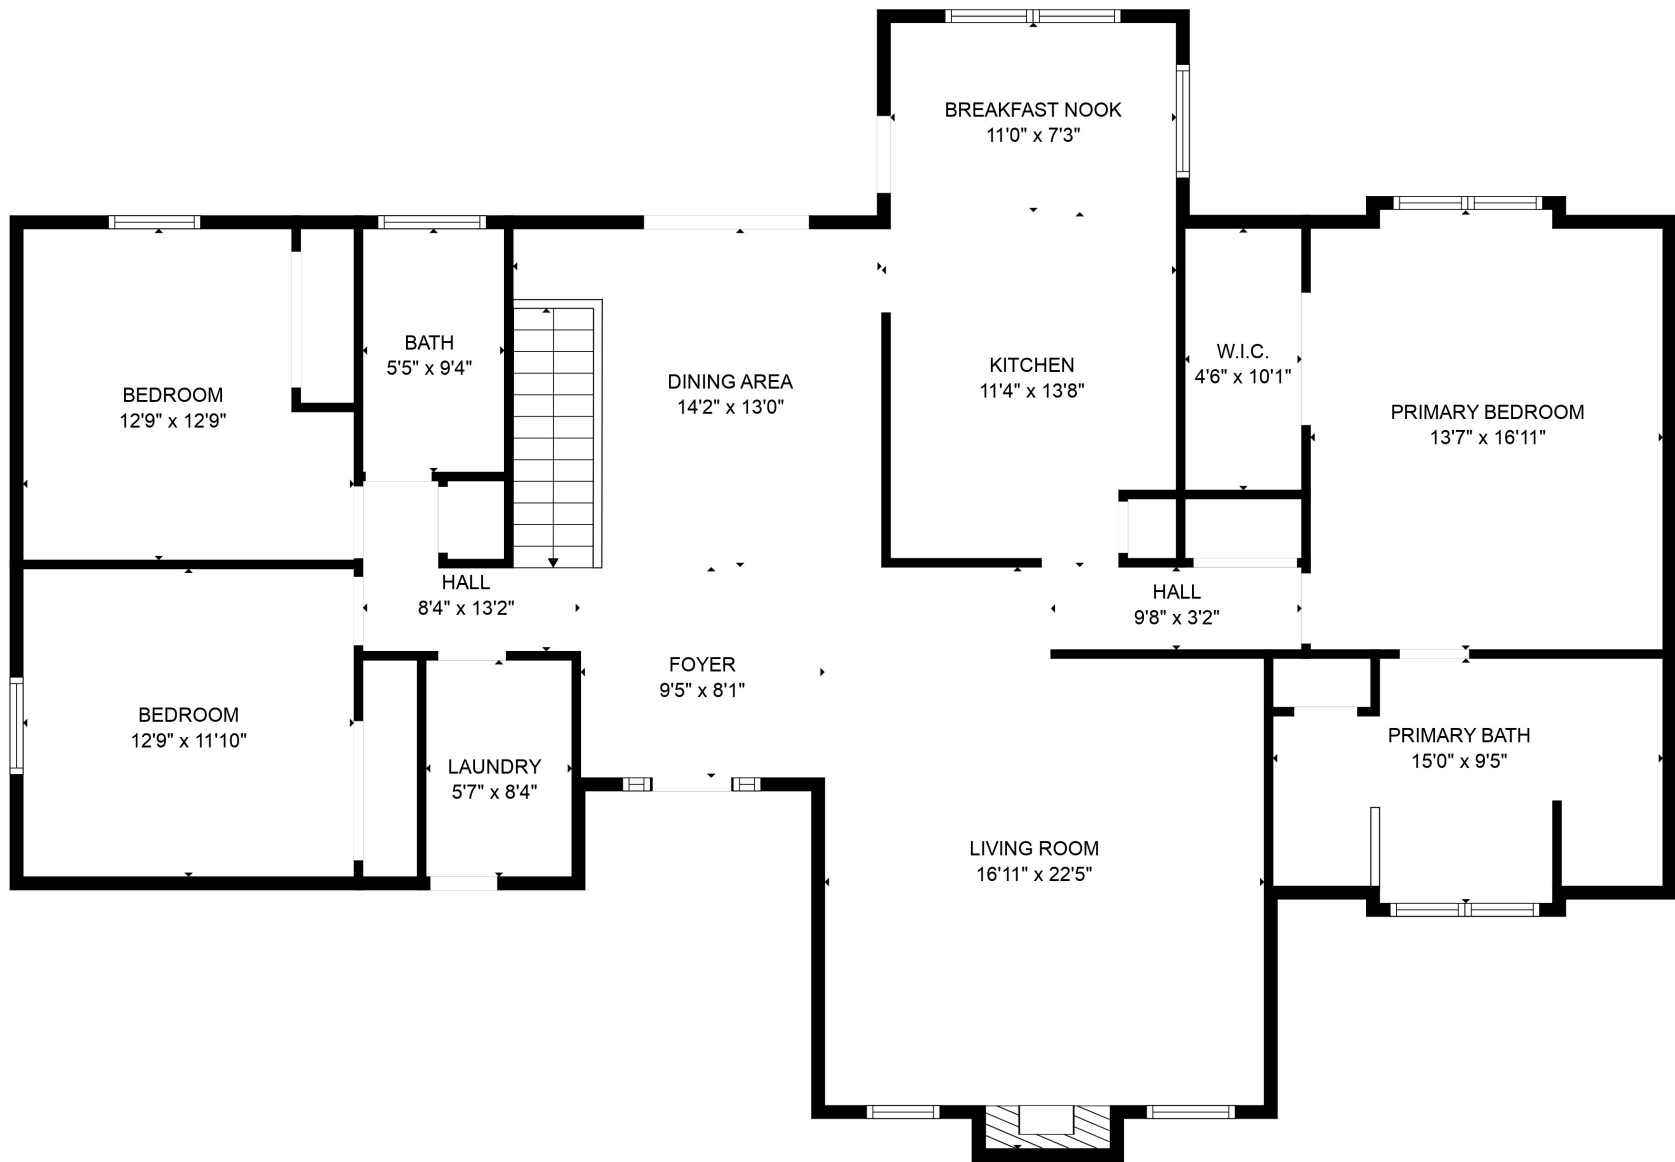 BREAKFAST NOOK
11'0" x 7'3"
BATH
5'5" x 9'4"
W.I.C.
4'6" x 10'1"
KITCHEN
11'4" x 13'8"
DINING AREA
14'2" x 13'0"
BEDROOM
12'9" x 12'9"
PRIMARY BEDROOM
13'7" x 16'11"
HALL
8'4" x 13'2"
HALL
9'8" x 3'2"
FOYER
9'5" x 8'1"
BEDROOM
12'9" x 11'10"
PRIMARY BATH
15'0" x 9'5"
LAUNDRY
5'7" x 8'4"
LIVING ROOM
16'11" x 22'5"